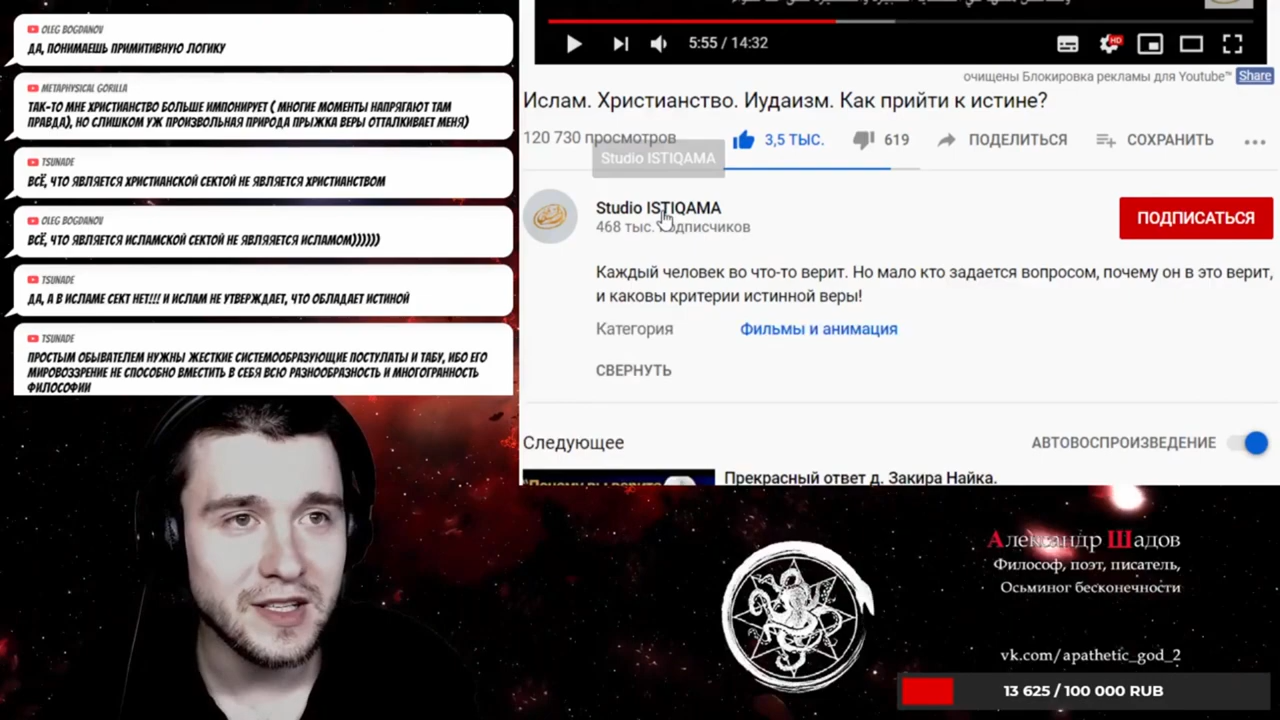 OLEG BOGDANOV
ДА, ПОНИМАЕШЬ ПРИМИТИВНУЮ ЛОГИКУ
METAPHYSICAL GORILLA
ТАК-ТО МНЕ ХРИСТИАНСТВО БОЛЬШЕ ИМПОНИРУЕТ ( МНОГИЕ МОМЕНТЫ НАПРЯГАЮТ ТАМ
ПРАВДА), НО СЛИШКОМ УЖ ПРОИЗВОЛЬНАЯ ПРИРОДА ПРЫЖКА ВЕРЫ ОТТАЛКИВАЕТ МЕНЯ)
TSUNADE
ВСЁ, ЧТО ЯВЛЯЕТСЯ ХРИСТИАНСКОЙ СЕКТОЙ НЕ ЯВЛЯЕТСЯ ХРИСТИАНСТВОМ
OLEG BOGDANOV
ВСЁ, ЧТО ЯВЛЯЕТСЯ ИСЛАМСКОЙ СЕКТОЙ НЕ ЯВЛЯЯЕТСЯ ИСЛАМОМ))))))
TSUNADE
ДА, А В ИСЛАМЕ СЕКТ НЕТ!!! И ИСЛАМ НЕ УТВЕРЖДАЕТ, ЧТО ОБЛАДАЕТ ИСТИНОЙ
TSUNADE
ПРОСТЫМ ОБЫВАТЕЛЕМ НУЖНЫ ЖЕСТКИЕ СИСТЕМООБРАЗУЮЩИЕ ПОСТУЛАТЫ И ТАБУ, ИБО ЕГО
МИРОВОЗЗРЕНИЕ НЕ СПОСОБНО ВМЕСТИТЬ В СЕБЯ ВСЮ РАЗНООБРАЗНОСТЬ И МНОГОГРАННОСТЬ
ФИЛОСОФИИ
5:55 / 14:32
HD
очищены Блокировка рекламы для Youtube™ Share
Ислам. Христианство. Иудаизм. Как прийти к истине?
120 730 просмотров
3,5 ТЫС.
619
ПОДЕЛИТЬСЯ
СОХРАНИТЬ
Studio ISTIQAMA
Studio ISTIQAMA
468 тыс. подписчиков
ПОДПИСАТЬСЯ
Каждый человек во что-то верит. Но мало кто задается вопросом, почему он в это верит,
и каковы критерии истинной веры!
Категория
Фильмы и анимация
СВЕРНУТЬ
Следующее
АВТОВОСПРОИЗВЕДЕНИЕ
Прекрасный ответ д. Закира Найка.
Александр Шадов
Философ, поэт, писатель,
Осьминог бесконечности
vk.com/apathetic_god_2
13 625 / 100 000 RUB